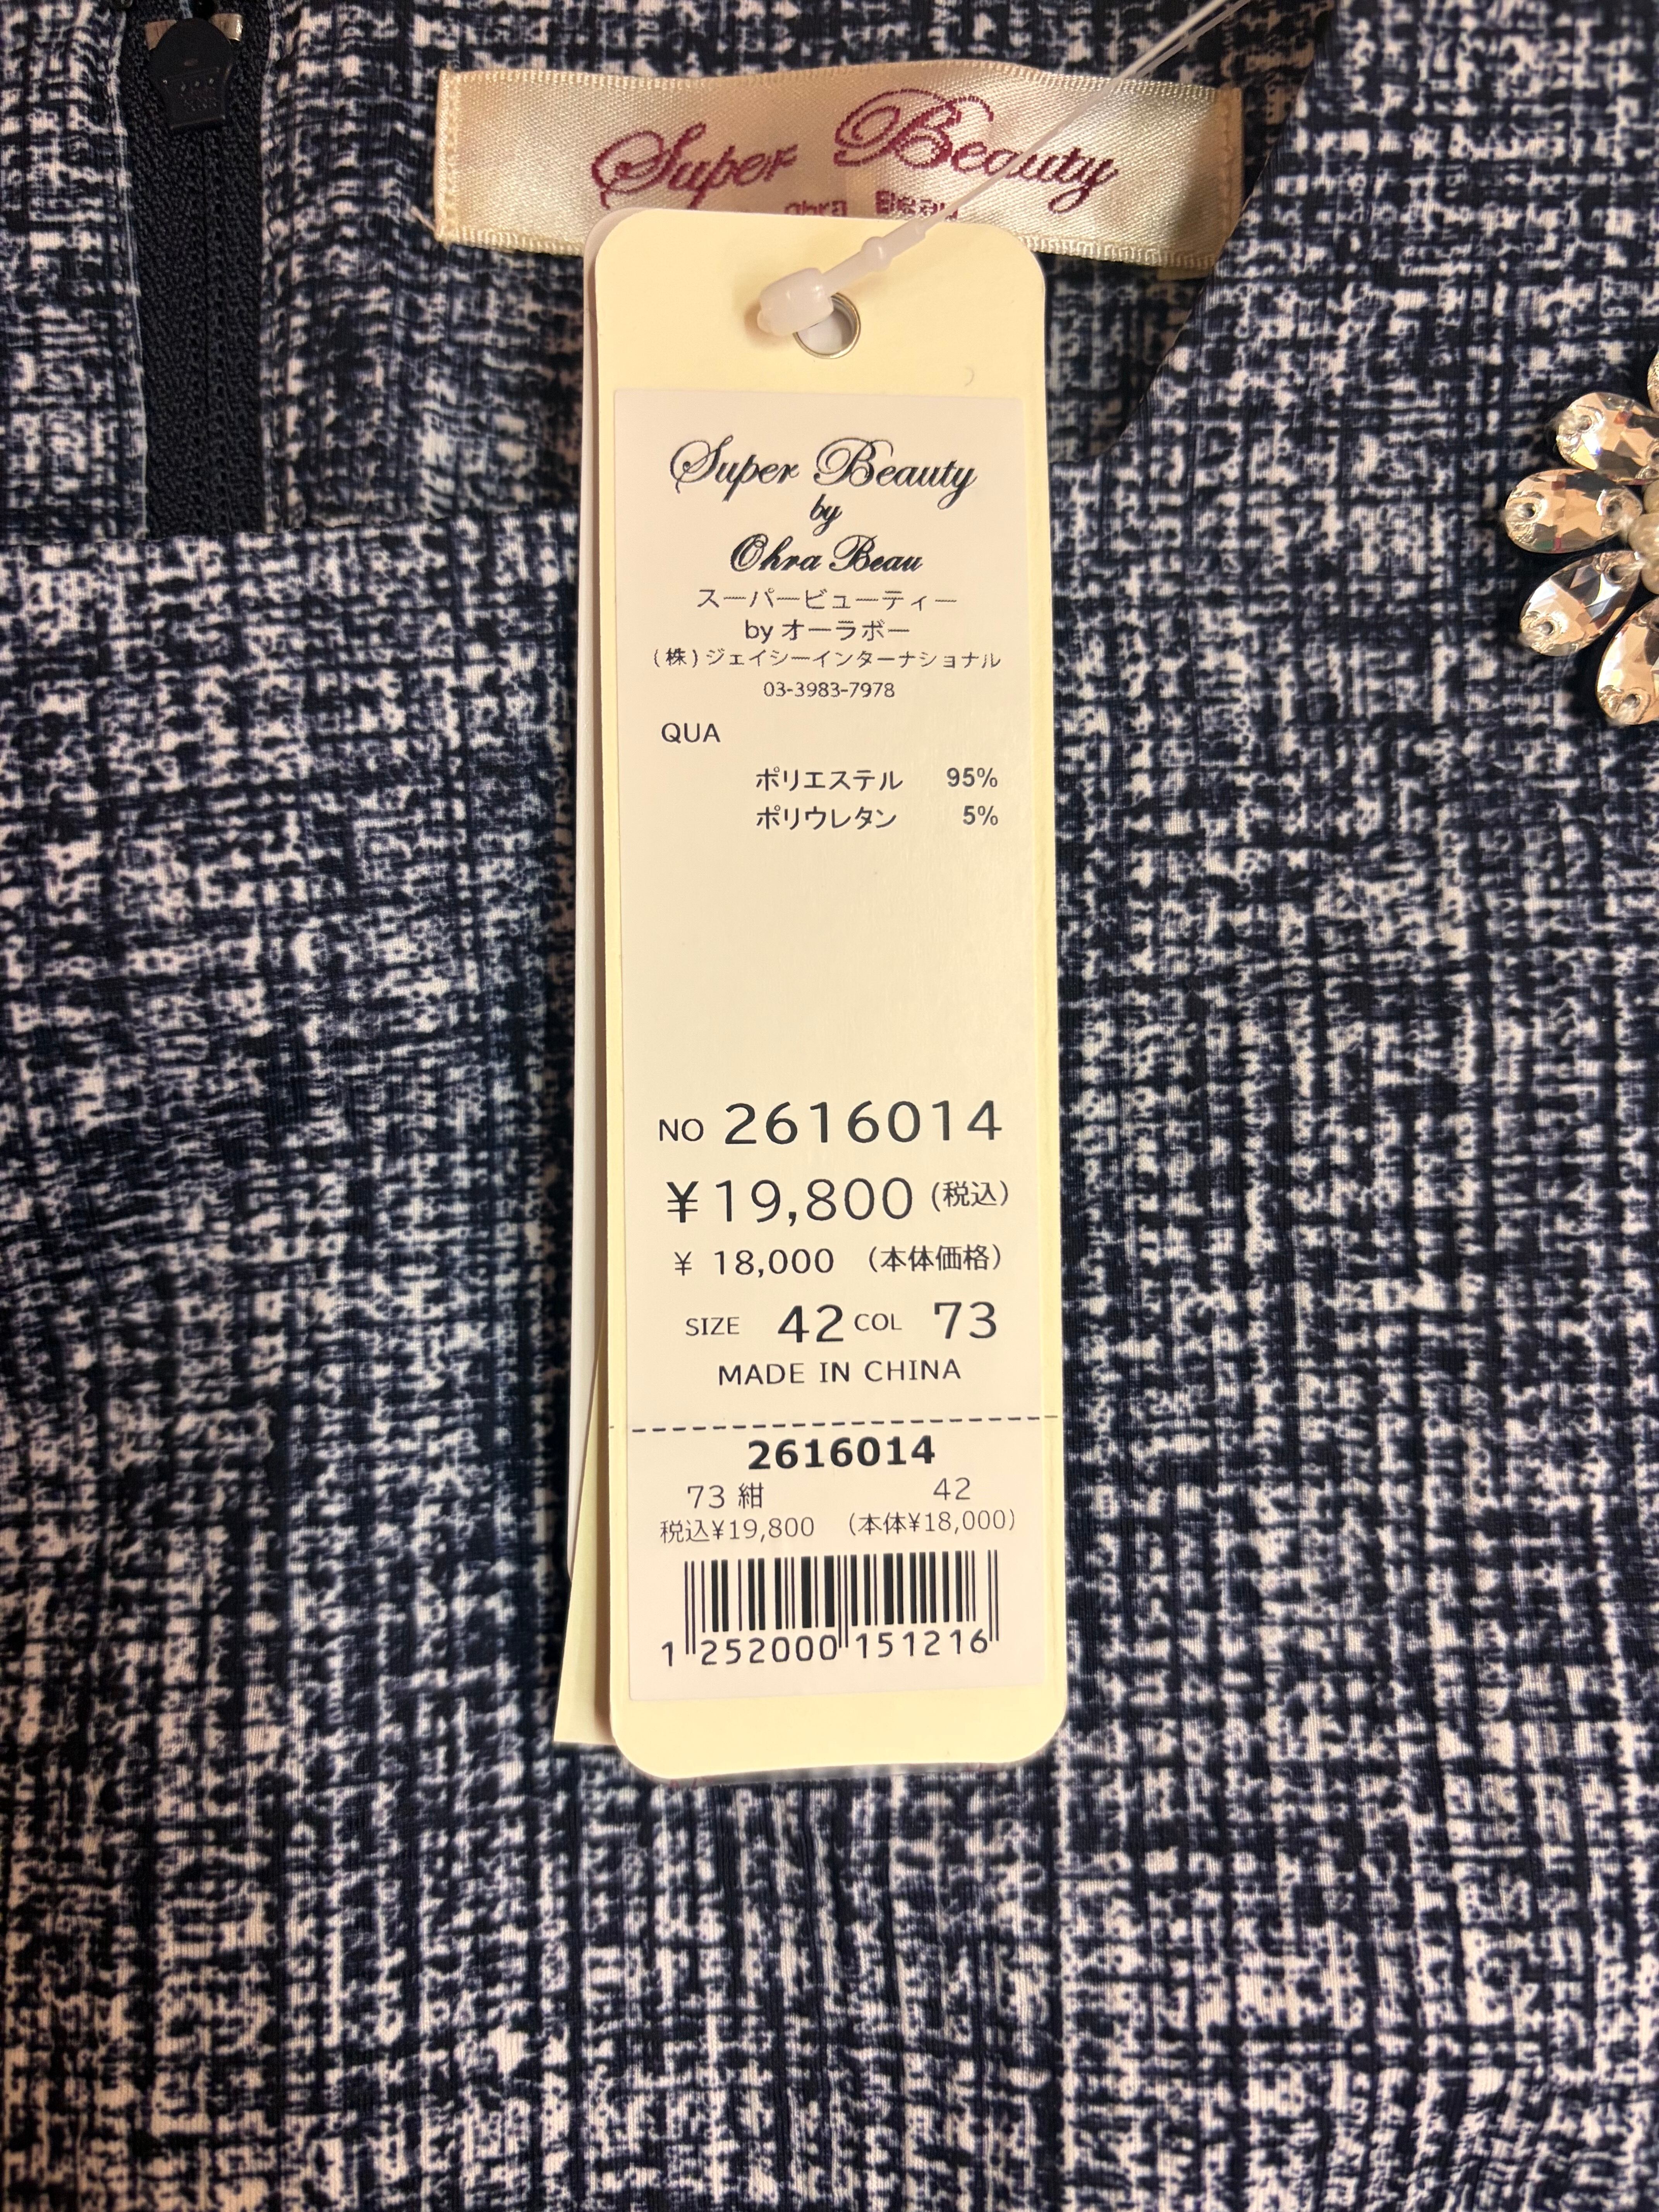 Super Beauty
Super Beauty
by
Ohra Beau
スーパービューティー
by オーラボー
(株)ジェイシーインターナショナル
03-3983-7978
QUA
ポリエステル 95%
ポリウレタン 5%
NO 2616014
¥19,800 (税込)
¥ 18,000 (本体価格)
SIZE 42 COL 73
MADE IN CHINA
2616014
73 紺 42
税込¥19,800 (本体¥18,000)
1 252000 151216